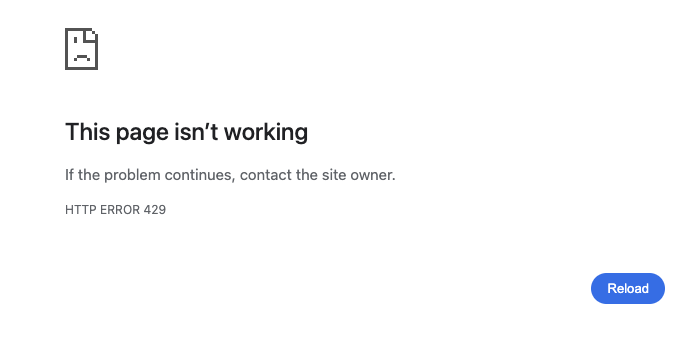 This page isn’t working
If the problem continues, contact the site owner.
HTTP ERROR 429
Reload